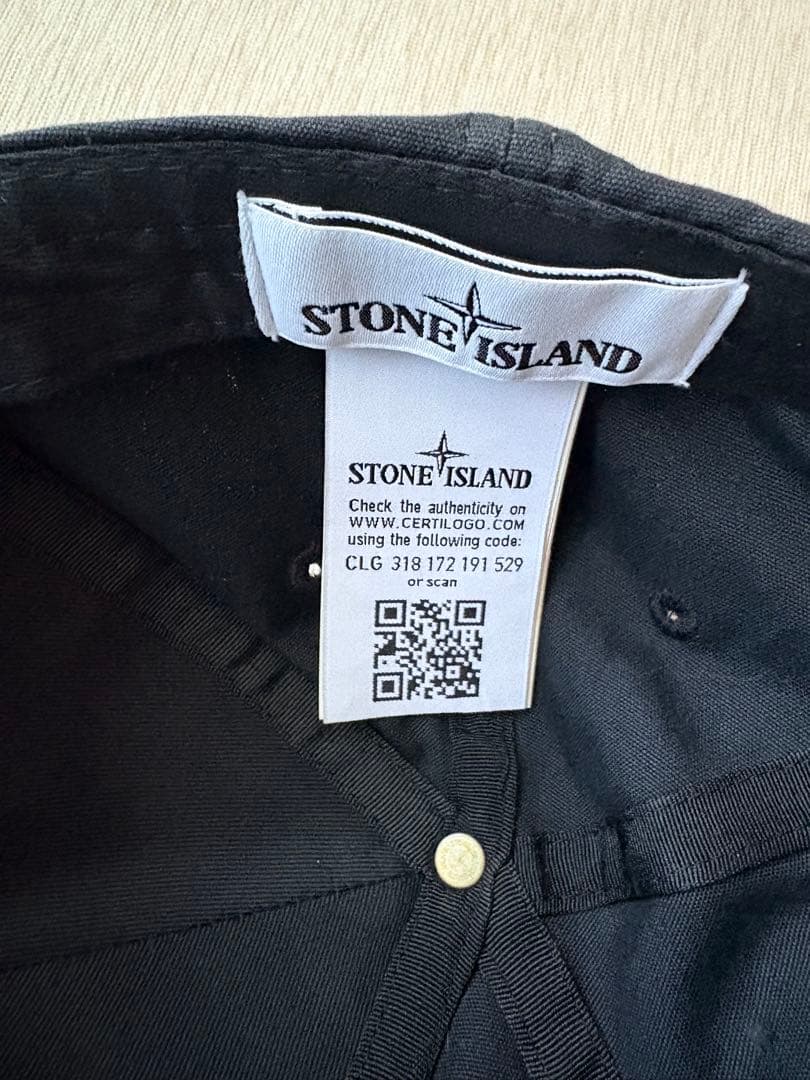 STONE ISLAND
STONE ISLAND
Check the authenticity on
WWW.CERTILOGO.COM
using the following code:
CLG 318 172 191 529
or scan